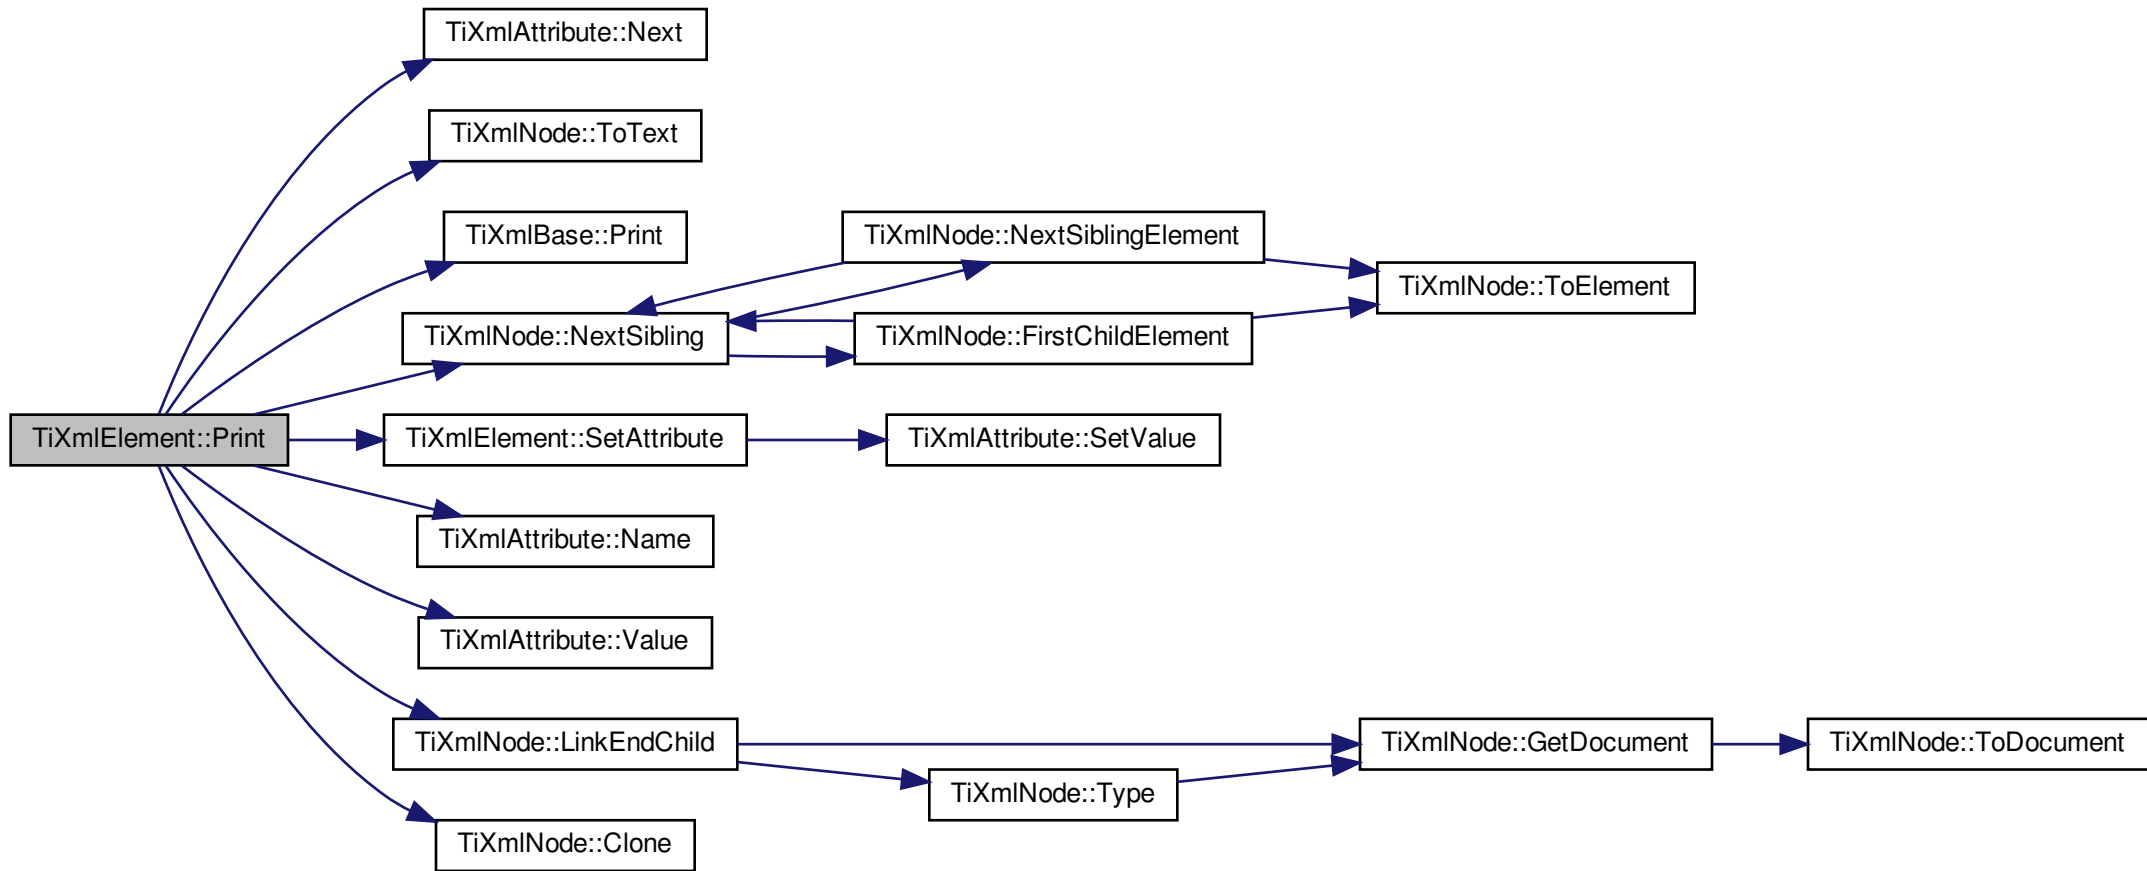 TiXmlAttribute::Next
TiXmlNode::ToText
TiXmlBase::Print
TiXmlNode::NextSiblingElement
TiXmlNode::ToElement
TiXmlNode::NextSibling
TiXmlNode::FirstChildElement
TiXmlElement::Print
TiXmlElement::SetAttribute
TiXmlAttribute::SetValue
TiXmlAttribute::Name
TiXmlAttribute::Value
TiXmlNode::LinkEndChild
TiXmlNode::GetDocument
TiXmlNode::ToDocument
TiXmlNode::Type
TiXmlNode::Clone